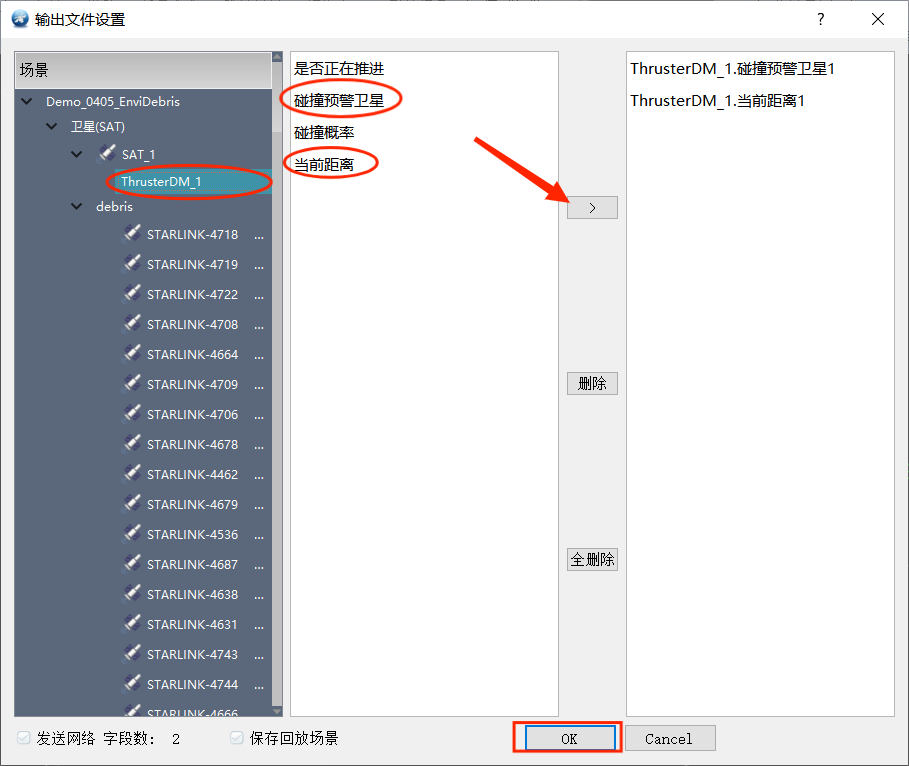 输出文件设置
?
场景
Demo_0405_EnviDebris
卫星(SAT)
SAT_1
ThrusterDM_1
debris
STARLINK-4718 ...
STARLINK-4719 ...
STARLINK-4722 ...
STARLINK-4708 ...
STARLINK-4664 ...
STARLINK-4709 ...
STARLINK-4706 ...
STARLINK-4678 ...
STARLINK-4462 ...
STARLINK-4679 ...
STARLINK-4536 ...
STARLINK-4687 ...
STARLINK-4638 ...
STARLINK-4631 ...
STARLINK-4743 ...
STARLINK-4744 ...
STARLINK-4666 ...
是否正在推进
碰撞预警卫星
碰撞概率
当前距离
>
删除
全删除
ThrusterDM_1.碰撞预警卫星1
ThrusterDM_1.当前距离1
发送网络 字段数: 2
保存回放场景
OK
Cancel